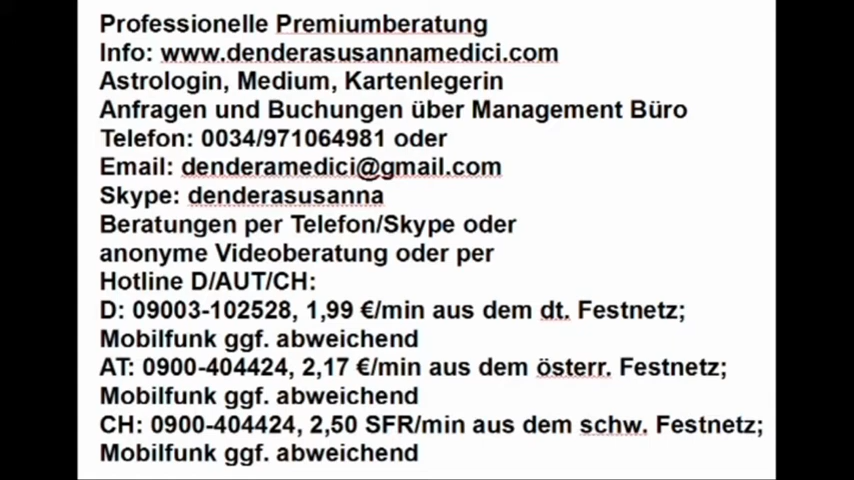 Professionelle Premiumberatung
Info: www.denderasusannamedici.com
Astrologin, Medium, Kartenlegerin
Anfragen und Buchungen über Management Büro
Telefon: 0034/971064981 oder
Email: denderamedici@gmail.com
Skype: denderasusanna
Beratungen per Telefon/Skype oder
anonyme Videoberatung oder per
Hotline D/AUT/CH:
D: 09003-102528, 1,99 €/min aus dem dt. Festnetz;
Mobilfunk ggf. abweichend
AT: 0900-404424, 2,17 €/min aus dem österr. Festnetz;
Mobilfunk ggf. abweichend
CH: 0900-404424, 2,50 SFR/min aus dem schw. Festnetz;
Mobilfunk ggf. abweichend